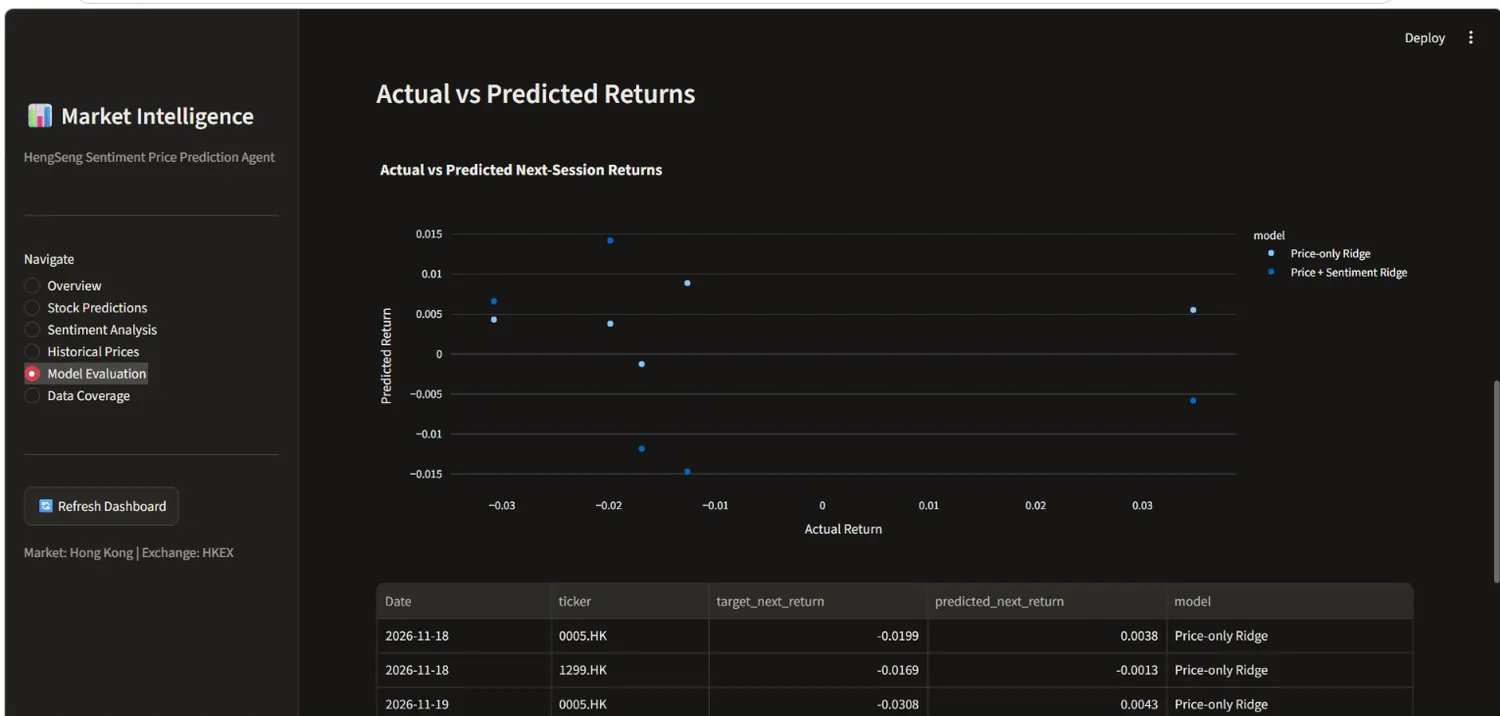 Deploy
Market Intelligence
HengSeng Sentiment Price Prediction Agent
Navigate
Overview
Stock Predictions
Sentiment Analysis
Historical Prices
Model Evaluation
Data Coverage
Refresh Dashboard
Market: Hong Kong | Exchange: HKEX
Actual vs Predicted Returns
Actual vs Predicted Next-Session Returns
model
Price-only Ridge
Price + Sentiment Ridge
Predicted Return
0.015
0.01
0.005
0
−0.005
−0.01
−0.015
−0.03 −0.02 −0.01 0 0.01 0.02 0.03
Actual Return
Date ticker target_next_return predicted_next_return model
2026-11-18 0005.HK -0.0199 0.0038 Price-only Ridge
2026-11-18 1299.HK -0.0169 -0.0013 Price-only Ridge
2026-11-19 0005.HK -0.0308 0.0043 Price-only Ridge